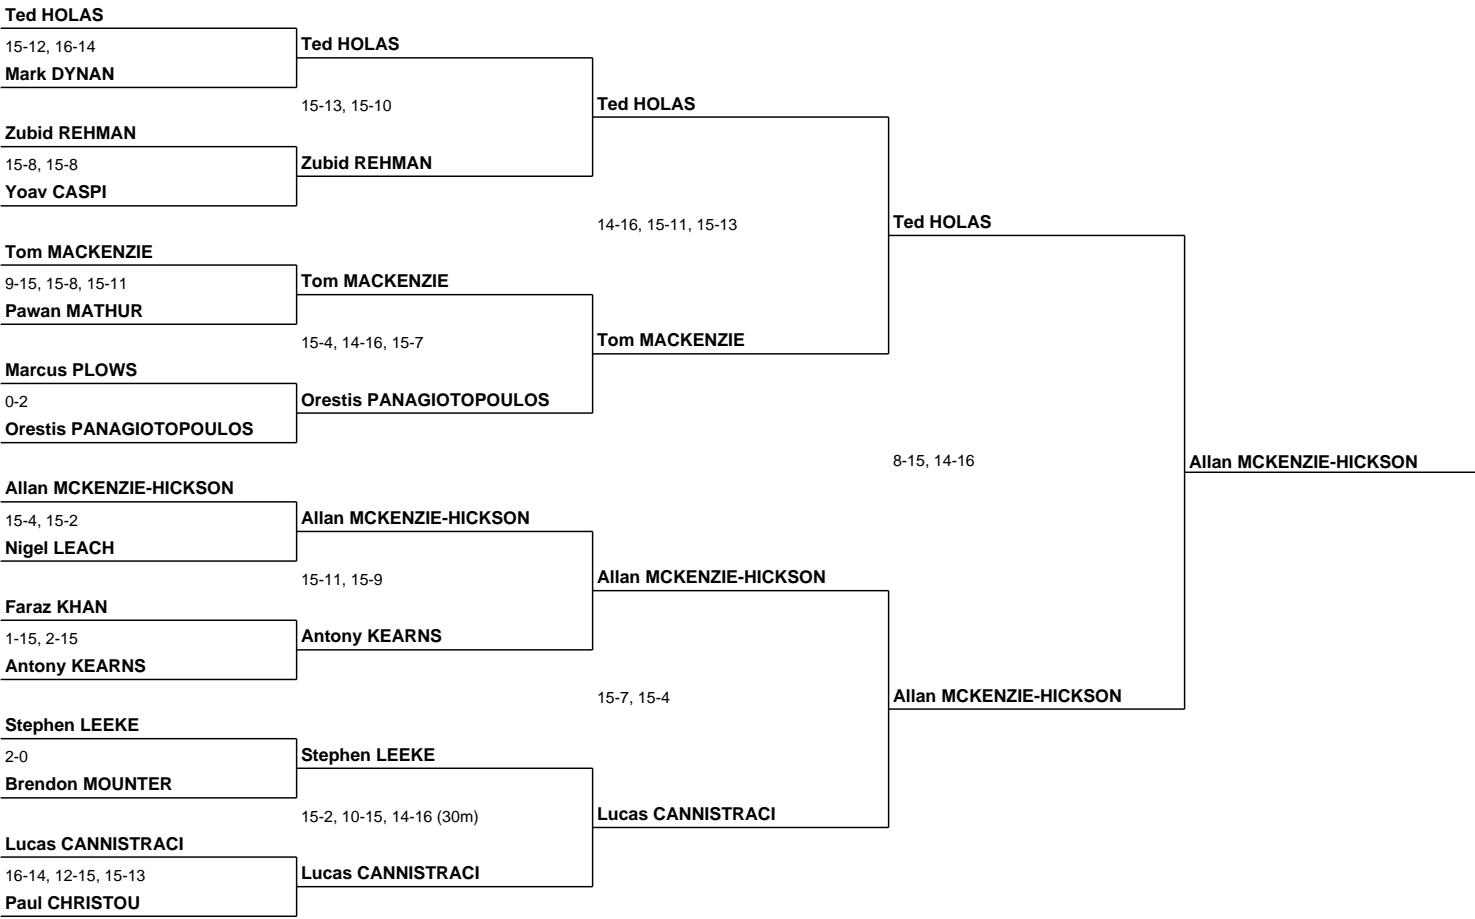 Ted HOLAS
15-12, 16-14
Mark DYNAN
Zubid REHMAN
15-8, 15-8
Yoav CASPI
Tom MACKENZIE
9-15, 15-8, 15-11
Pawan MATHUR
Marcus PLOWS
0-2
Orestis PANAGIOTOPOULOS
Allan MCKENZIE-HICKSON
15-4, 15-2
Nigel LEACH
Faraz KHAN
1-15, 2-15
Antony KEARNS
Stephen LEEKE
2-0
Brendon MOUNTER
Lucas CANNISTRACI
16-14, 12-15, 15-13
Paul CHRISTOU
Ted HOLAS
15-13, 15-10
Zubid REHMAN
Tom MACKENZIE
15-4, 14-16, 15-7
Orestis PANAGIOTOPOULOS
Allan MCKENZIE-HICKSON
15-11, 15-9
Antony KEARNS
Stephen LEEKE
15-2, 10-15, 14-16 (30m)
Lucas CANNISTRACI
Ted HOLAS
14-16, 15-11, 15-13
Tom MACKENZIE
Allan MCKENZIE-HICKSON
15-7, 15-4
Lucas CANNISTRACI
Ted HOLAS
8-15, 14-16
Allan MCKENZIE-HICKSON
Allan MCKENZIE-HICKSON